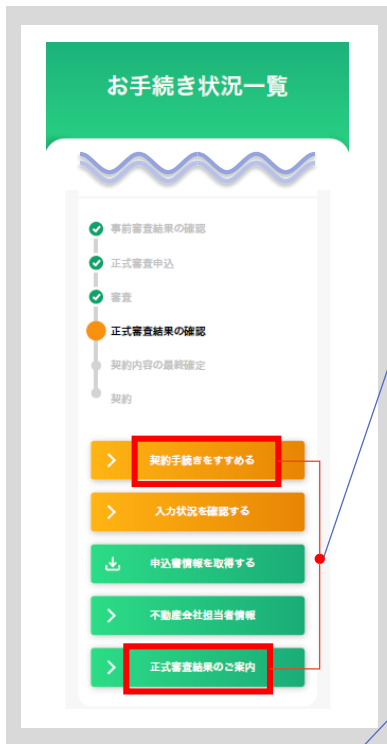 お手続き状況一覧
事前審査結果の確認
正式審査申込
審査
正式審査結果の確認
契約内容の最終確定
契約
契約手続きをすすめる
入力状況を確認する
申込書情報を取得する
不動産会社担当者情報
正式審査結果のご案内